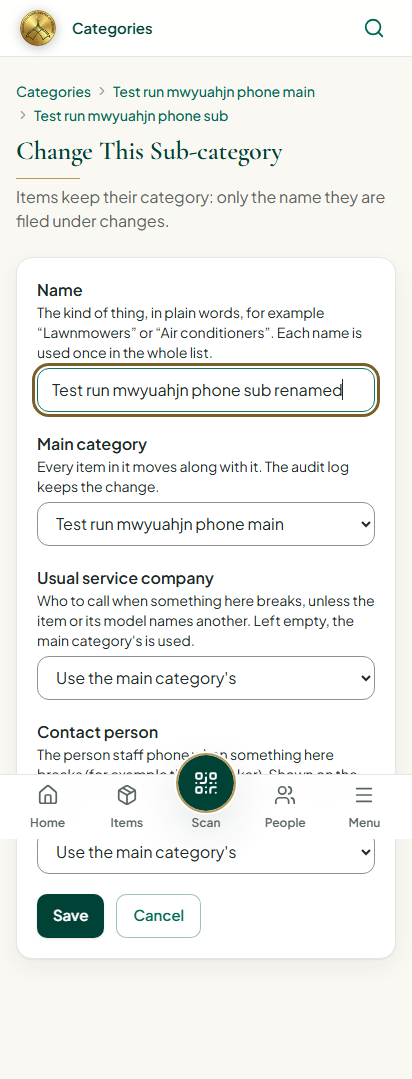 Categories
Categories > Test run mwyuahjn phone main
> Test run mwyuahjn phone sub
Change This Sub-category
Items keep their category: only the name they are
filed under changes.
Name
The kind of thing, in plain words, for example
“Lawnmowers” or “Air conditioners”. Each name is
used once in the whole list.
Test run mwyuahjn phone sub renamed
Main category
Every item in it moves along with it. The audit log
keeps the change.
Test run mwyuahjn phone main
Usual service company
Who to call when something here breaks, unless the
item or its model names another. Left empty, the
main category's is used.
Use the main category's
Contact person
The person staff phone when something here
Home
Items
Scan
People
Menu
Use the main category's
Save
Cancel